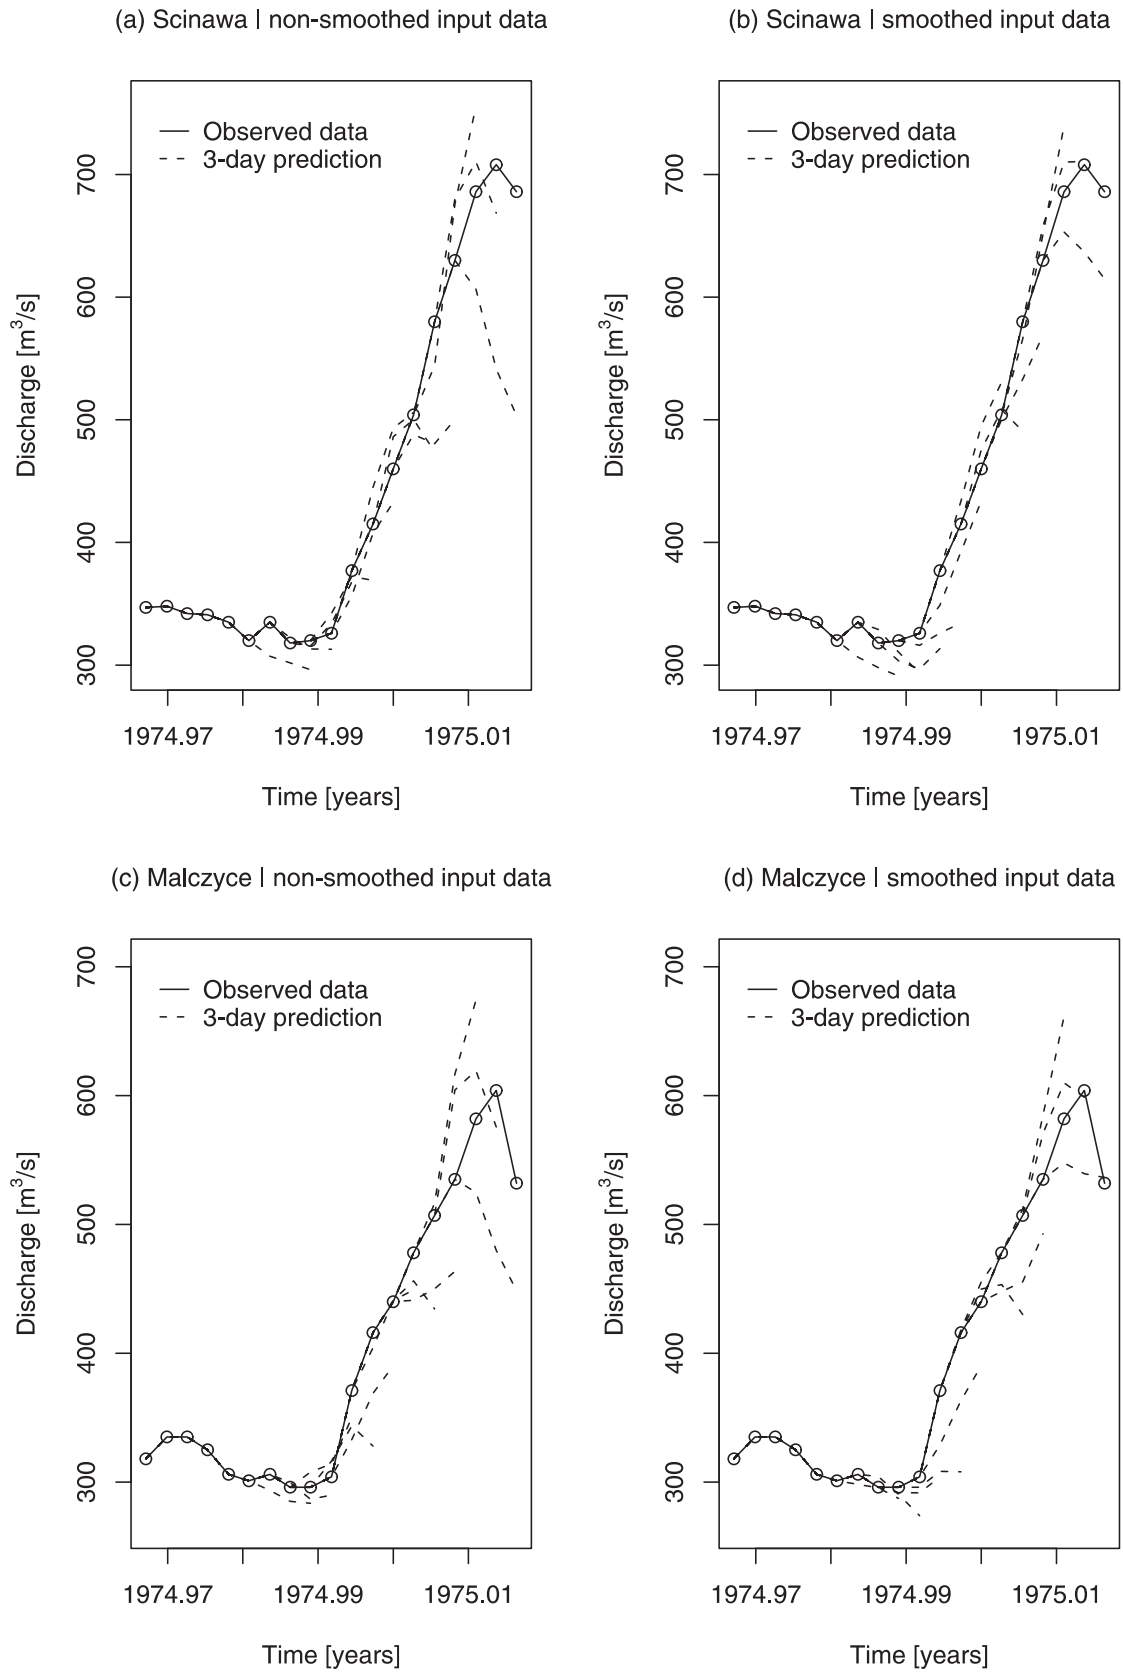 (a) Scinawa | non-smoothed input data
Observed data
3-day prediction
Discharge [m³/s]
700
600
500
400
300
1974.97 1974.99 1975.01
Time [years]
(b) Scinawa | smoothed input data
Observed data
3-day prediction
Discharge [m³/s]
700
600
500
400
300
1974.97 1974.99 1975.01
Time [years]
(c) Malczyce | non-smoothed input data
Observed data
3-day prediction
Discharge [m³/s]
700
600
500
400
300
1974.97 1974.99 1975.01
Time [years]
(d) Malczyce | smoothed input data
Observed data
3-day prediction
Discharge [m³/s]
700
600
500
400
300
1974.97 1974.99 1975.01
Time [years]